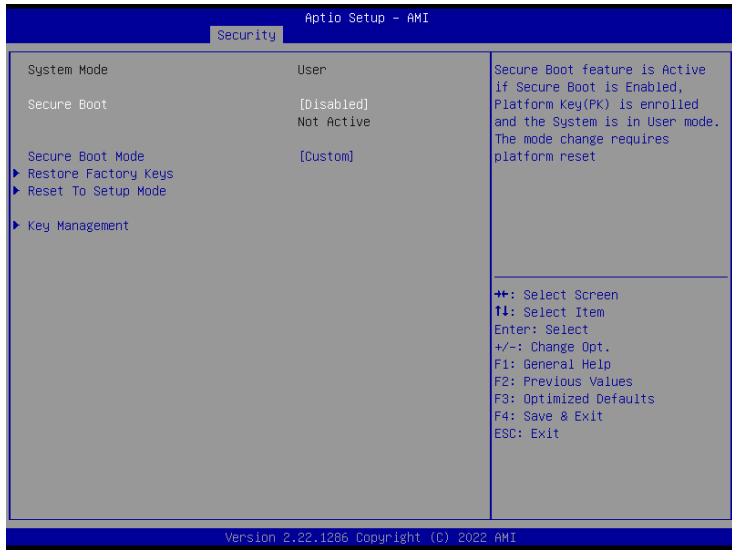 Aptio Setup – AMI
Security
System Mode User
Secure Boot [Disabled]
Not Active
Secure Boot Mode [Custom]
Restore Factory Keys
Reset To Setup Mode
Key Management
Secure Boot feature is Active
if Secure Boot is Enabled,
Platform Key(PK) is enrolled
and the System is in User mode.
The mode change requires
platform reset
→←: Select Screen
↑↓: Select Item
Enter: Select
+/-: Change Opt.
F1: General Help
F2: Previous Values
F3: Optimized Defaults
F4: Save & Exit
ESC: Exit
Version 2.22.1286 Copyright (C) 2022 AMI